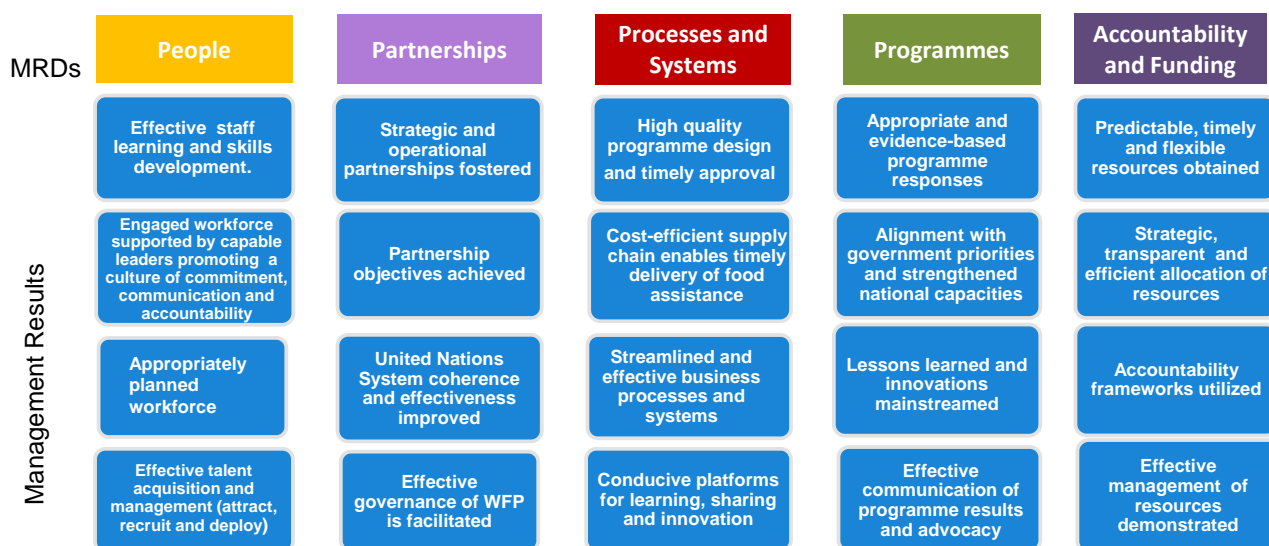 MRDs
People
Partnerships
Processes and
Systems
Programmes
Accountability
and Funding
Management Results
Effective staff
learning and skills
development.
Strategic and
operational
partnerships fostered
High quality
programme design
and timely approval
Appropriate and
evidence-based
programme
responses
Predictable, timely
and flexible
resources obtained
Engaged workforce
supported by capable
leaders promoting a
culture of commitment,
communication and
accountability
Partnership
objectives achieved
Cost-efficient supply
chain enables timely
delivery of food
assistance
Alignment with
government priorities
and strengthened
national capacities
Strategic,
transparent and
efficient allocation of
resources
Appropriately
planned
workforce
United Nations
System coherence
and effectiveness
improved
Streamlined and
effective business
processes and
systems
Lessons learned and
innovations
mainstreamed
Accountability
frameworks utilized
Effective talent
acquisition and
management (attract,
recruit and deploy)
Effective
governance of WFP
is facilitated
Conducive platforms
for learning, sharing
and innovation
Effective
communication of
programme results
and advocacy
Effective
management of
resources
demonstrated